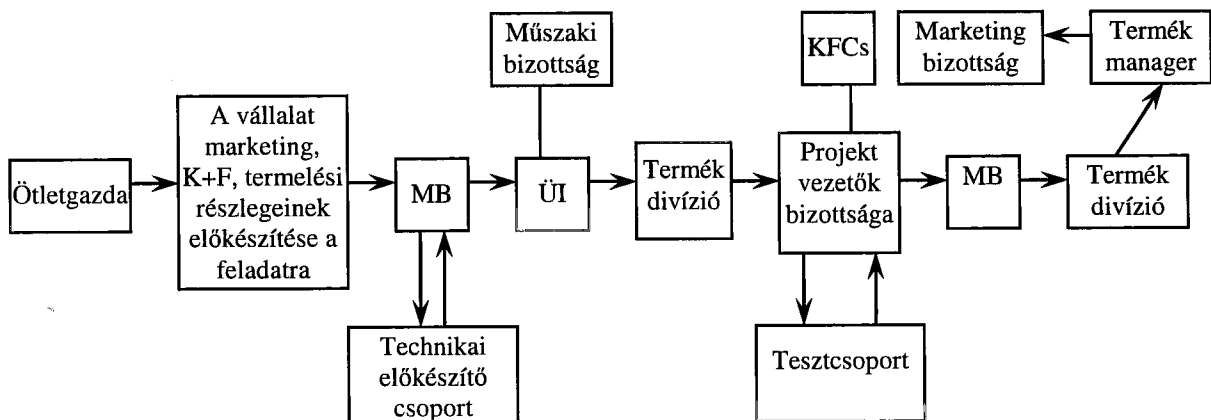 Ötletgazda
A vállalat
marketing,
K+F, termelési
részlegeinek
előkészítése a
feladatra
MB
Technikai
előkészítő
csoport
Műszaki
bizottság
ÜI
Termék
divízió
KFCs
Projekt
vezetők
bizottsága
Tesztcsoport
MB
Termék
divízió
Termék
manager
Marketing
bizottság